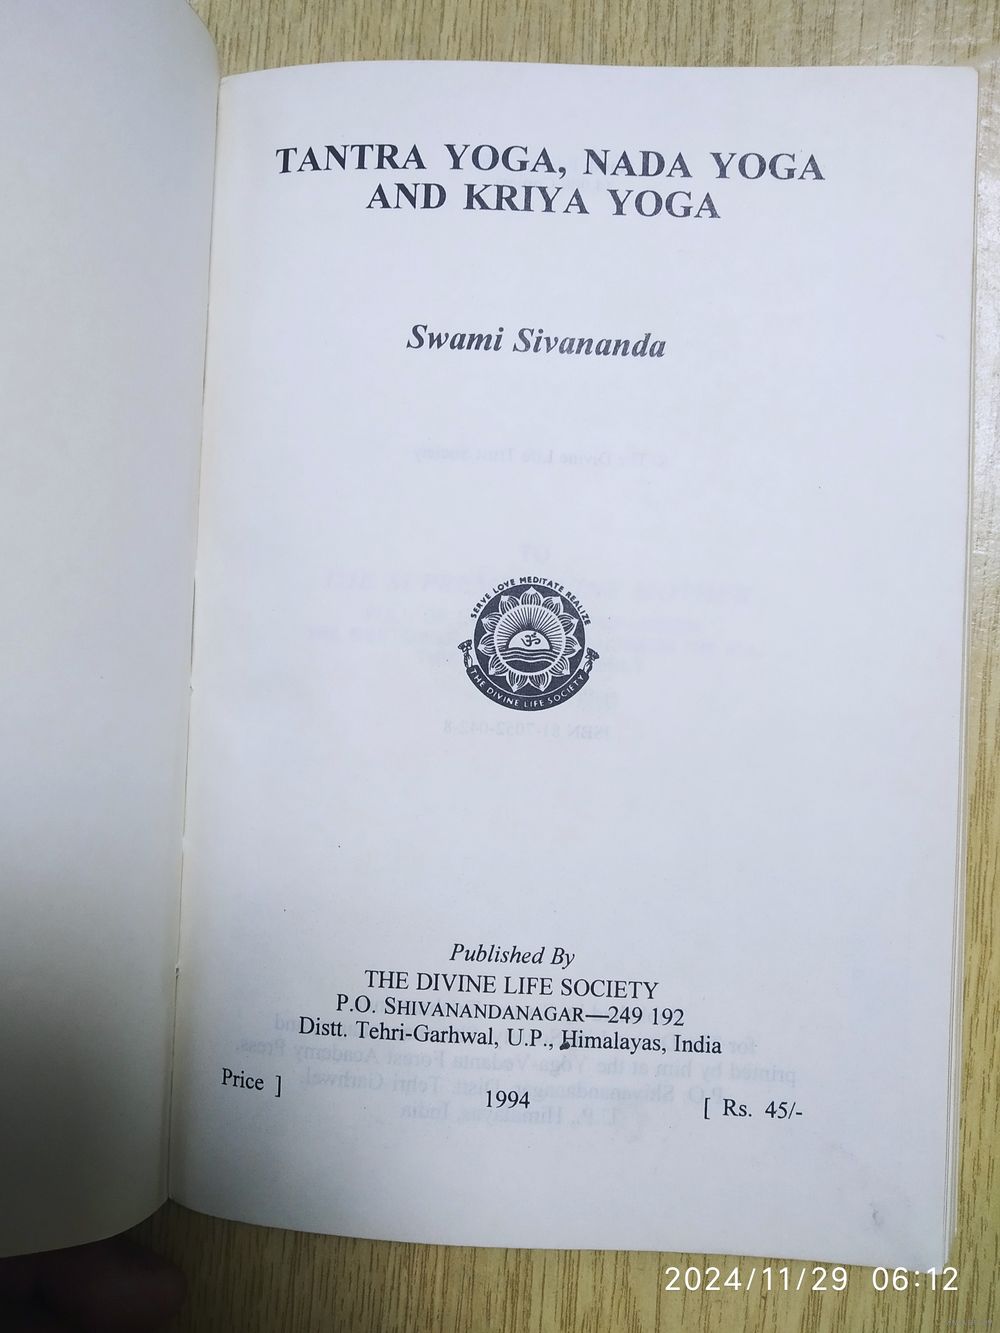 TANTRA YOGA, NADA YOGA
AND KRIYA YOGA
Swami Sivananda
SERVE LOVE MEDITATE REALIZE
ॐ
THE DIVINE LIFE SOCIETY
Published By
THE DIVINE LIFE SOCIETY
P.O. SHIVANANDANAGAR—249 192
Distt. Tehri-Garhwal, U.P., Himalayas, India
Price ] 1994 [ Rs. 45/-
2024/11/29 06:12